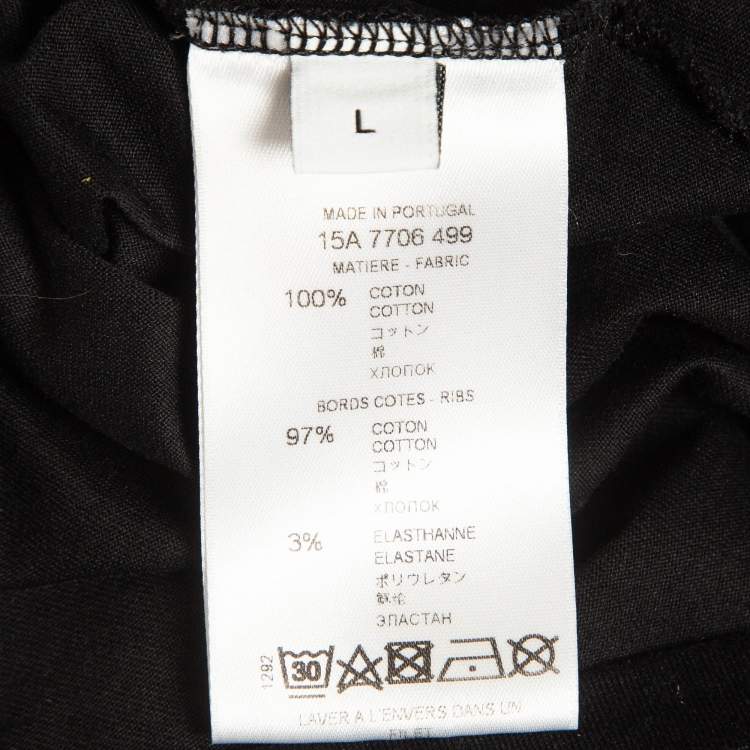 L
MADE IN PORTUGAL
15A 7706 499
MATIERE - FABRIC
100% COTON
COTTON
コットン
棉
ХЛОПОК
BORDS COTES - RIBS
97% COTON
COTTON
コットン
棉
ХЛОПОК
3% ELASTHANNE
ELASTANE
ポリウレタン
ЭЛАСТАН
1292
30
LAVER A L'ENVERS DANS UN
FILET